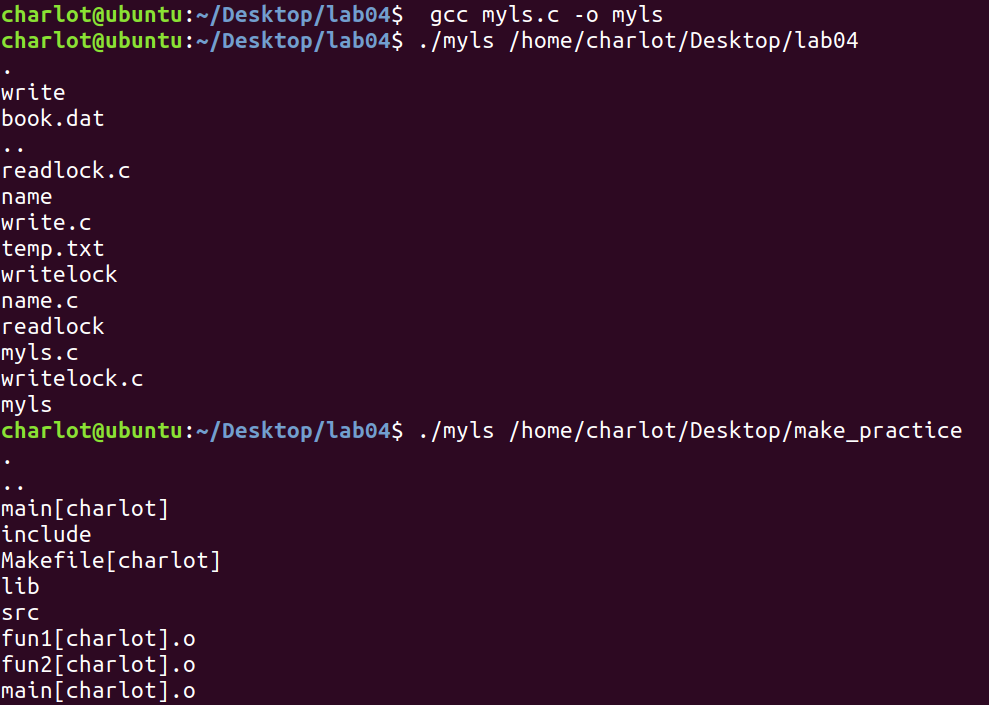 charlot@ubuntu:~/Desktop/lab04$  gcc myls.c -o myls
charlot@ubuntu:~/Desktop/lab04$ ./myls /home/charlot/Desktop/lab04
.
write
book.dat
..
readlock.c
name
write.c
temp.txt
writelock
name.c
readlock
myls.c
writelock.c
myls
charlot@ubuntu:~/Desktop/lab04$ ./myls /home/charlot/Desktop/make_practice
.
..
main[charlot]
include
Makefile[charlot]
lib
src
fun1[charlot].o
fun2[charlot].o
main[charlot].o